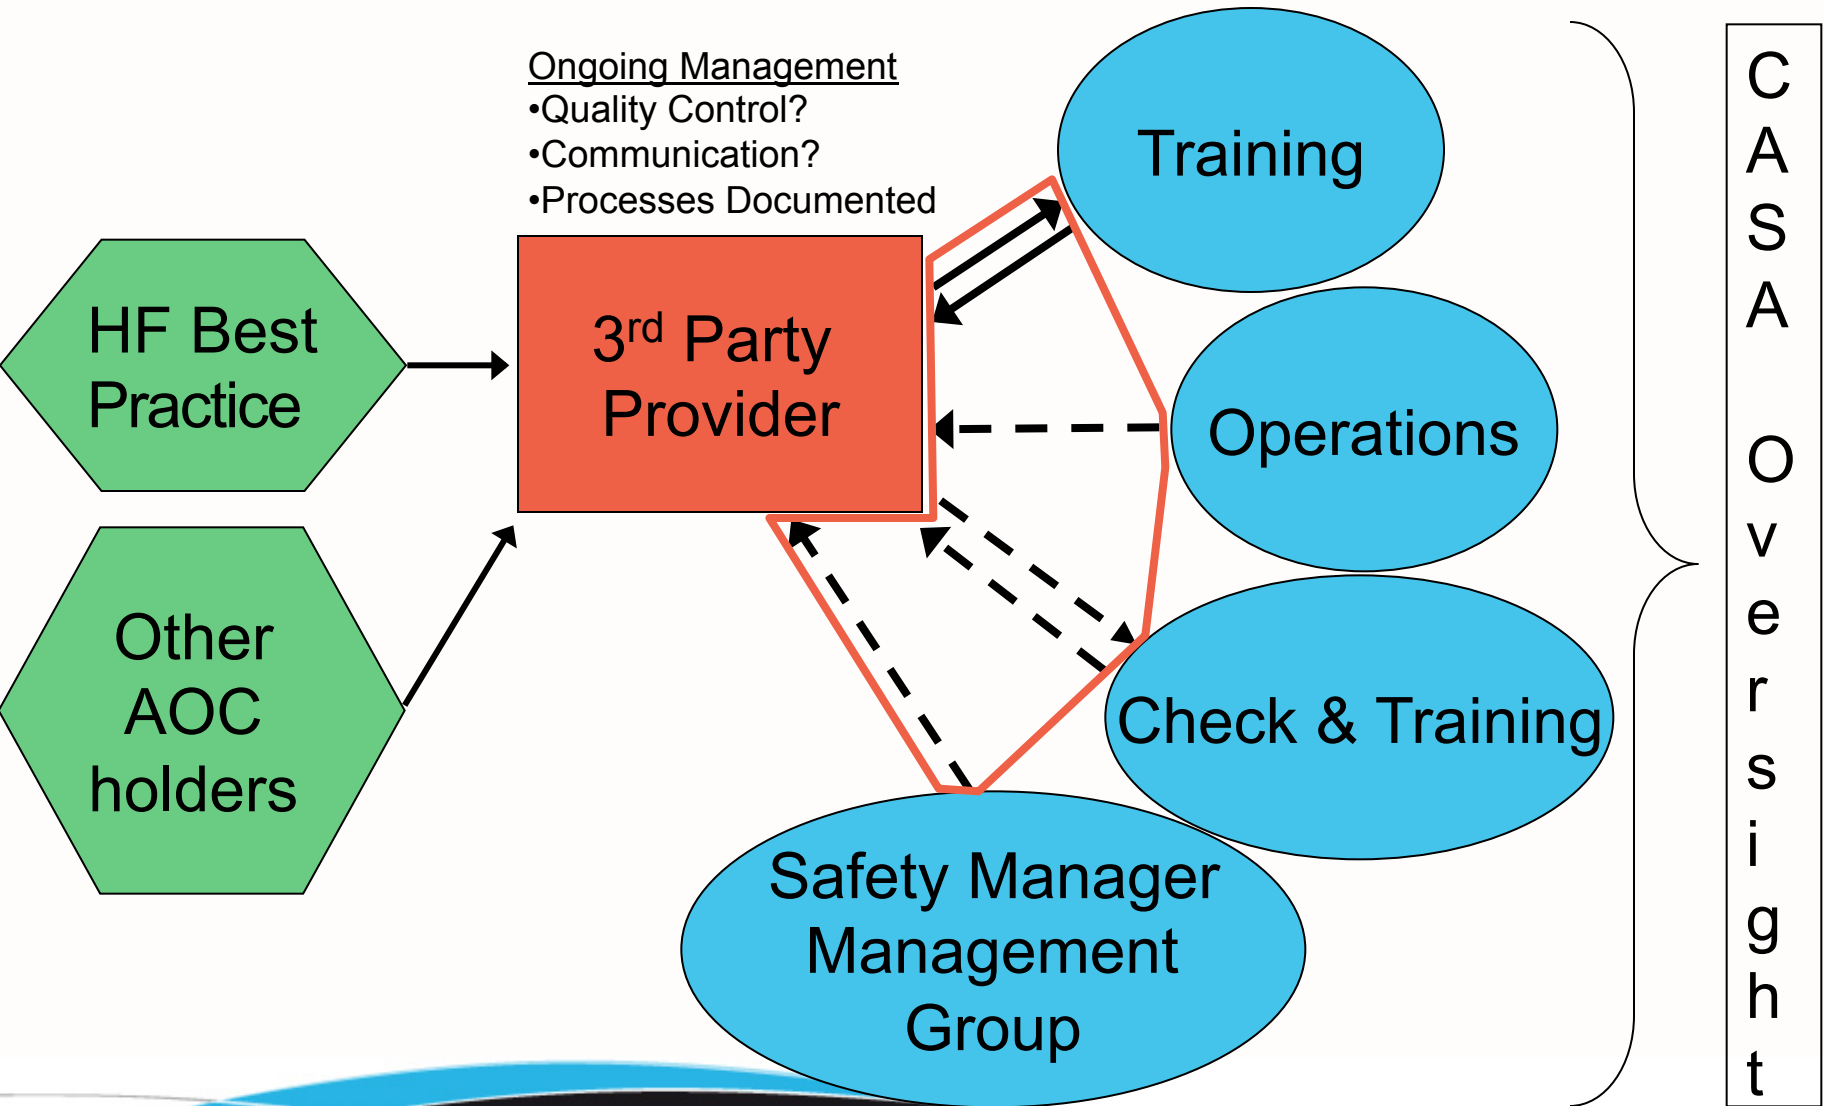 Ongoing Management
•Quality Control?
•Communication?
•Processes Documented
HF Best
Practice
Other
AOC
holders
3rd Party
Provider
Training
Operations
Check & Training
Safety Manager
Management
Group
C
A
S
A
O
v
e
r
s
i
g
h
t